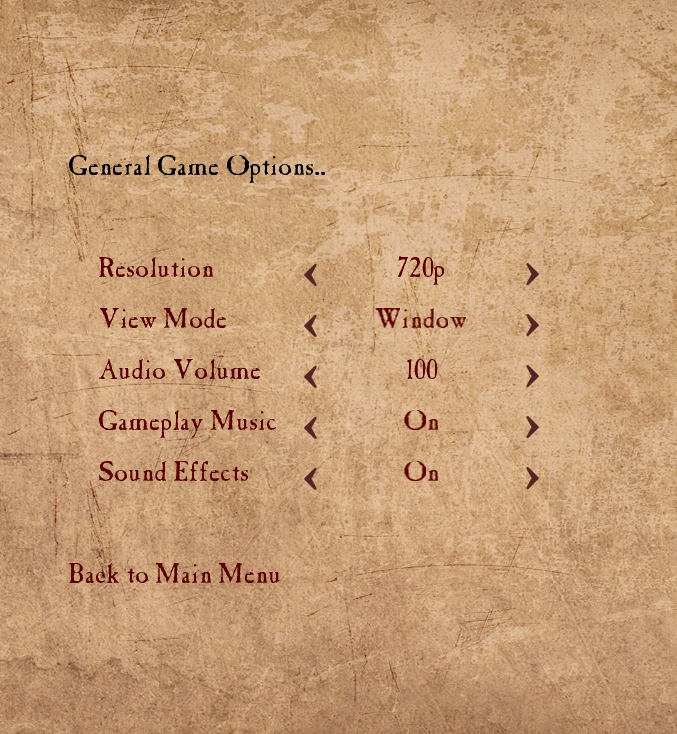 General Game Options..
Resolution ‹ 720p ›
View Mode ‹ Window ›
Audio Volume ‹ 100 ›
Gameplay Music ‹ On ›
Sound Effects ‹ On ›
Back to Main Menu